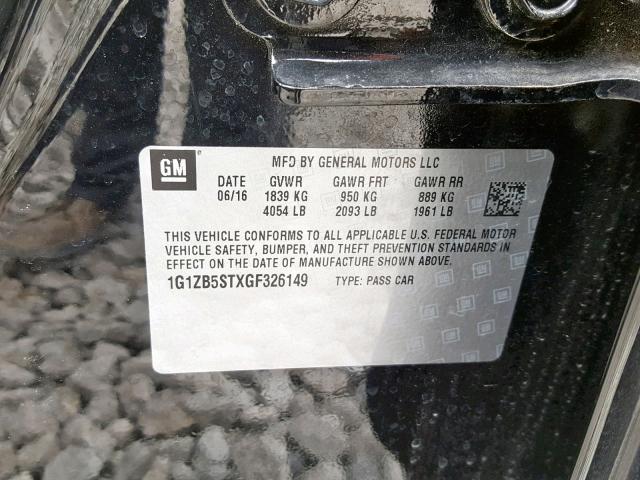 GM
MFD BY GENERAL MOTORS LLC
DATE GVWR GAWR FRT GAWR RR
06/16 1839 KG 950 KG 889 KG
4054 LB 2093 LB 1961 LB
THIS VEHICLE CONFORMS TO ALL APPLICABLE U.S. FEDERAL MOTOR
VEHICLE SAFETY, BUMPER, AND THEFT PREVENTION STANDARDS IN
EFFECT ON THE DATE OF MANUFACTURE SHOWN ABOVE.
1G1ZB5STXGF326149 TYPE: PASS CAR